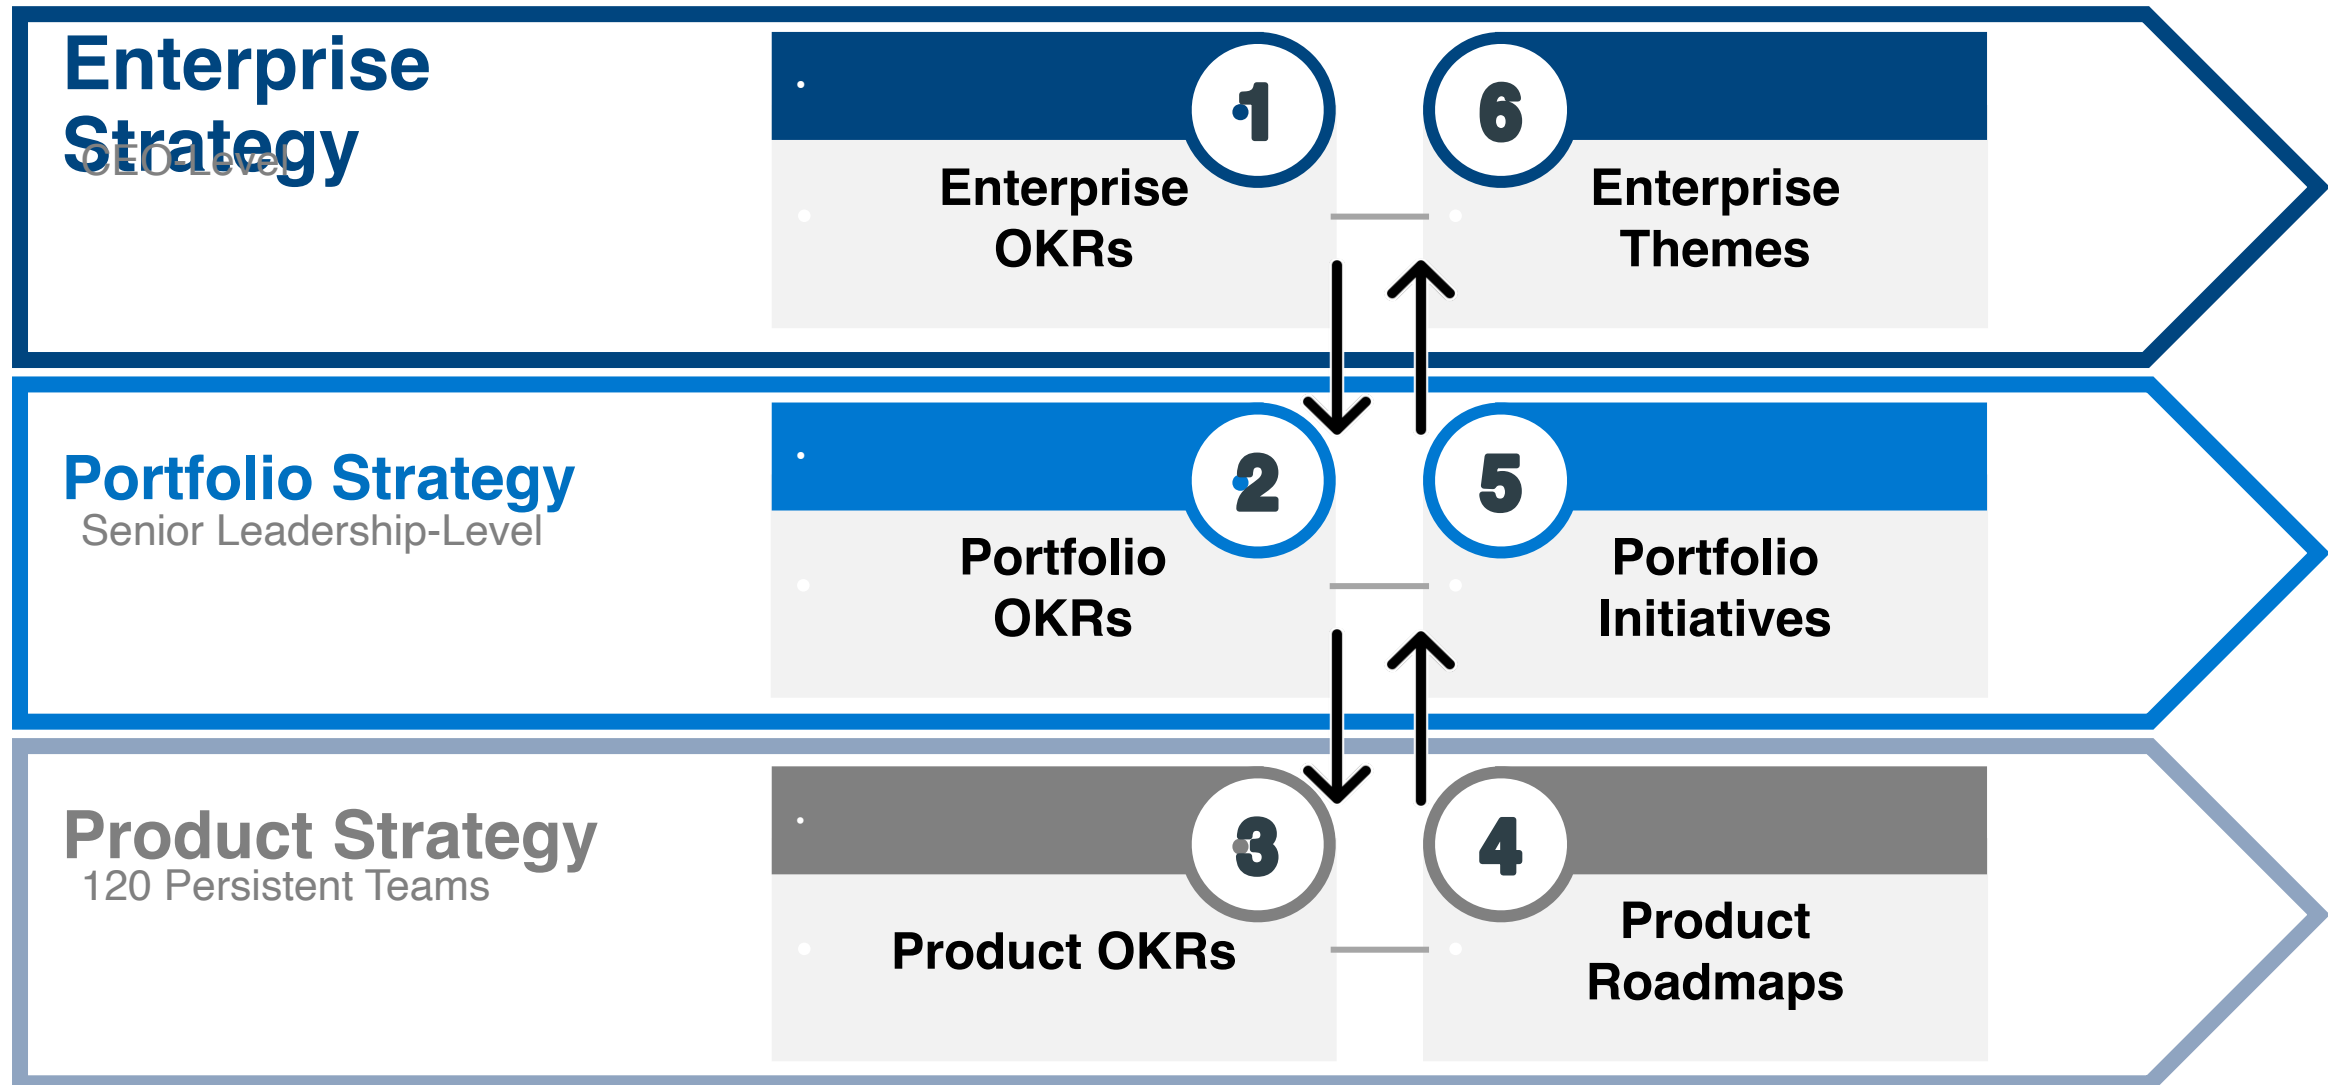 Enterprise
Strategy
CEO-Level
1
Enterprise
OKRs
6
Enterprise
Themes
Portfolio Strategy
Senior Leadership-Level
2
Portfolio
OKRs
5
Portfolio
Initiatives
Product Strategy
120 Persistent Teams
3
Product OKRs
4
Product
Roadmaps